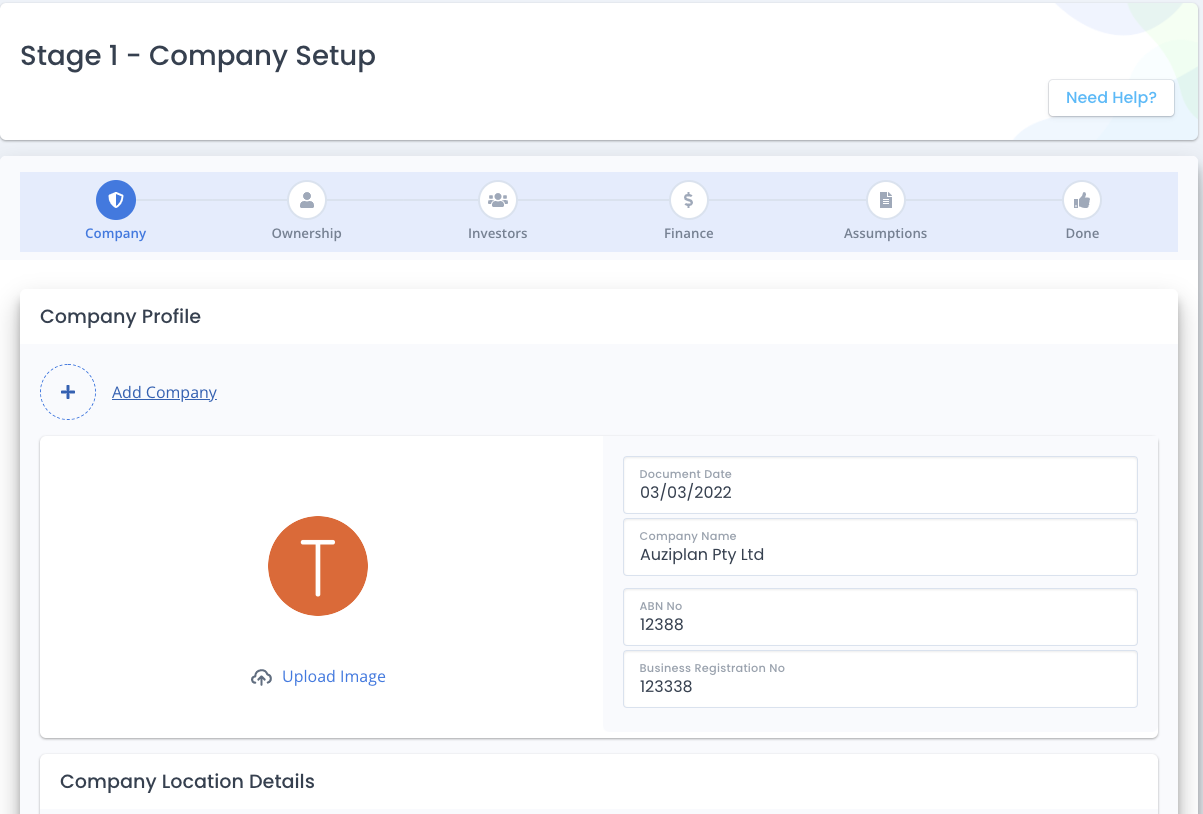 Stage 1 - Company Setup
Need Help?
Company
Ownership
Investors
Finance
Assumptions
Done
Company Profile
Add Company
T
Upload Image
Document Date
03/03/2022
Company Name
Auziplan Pty Ltd
ABN No
12388
Business Registration No
123338
Company Location Details